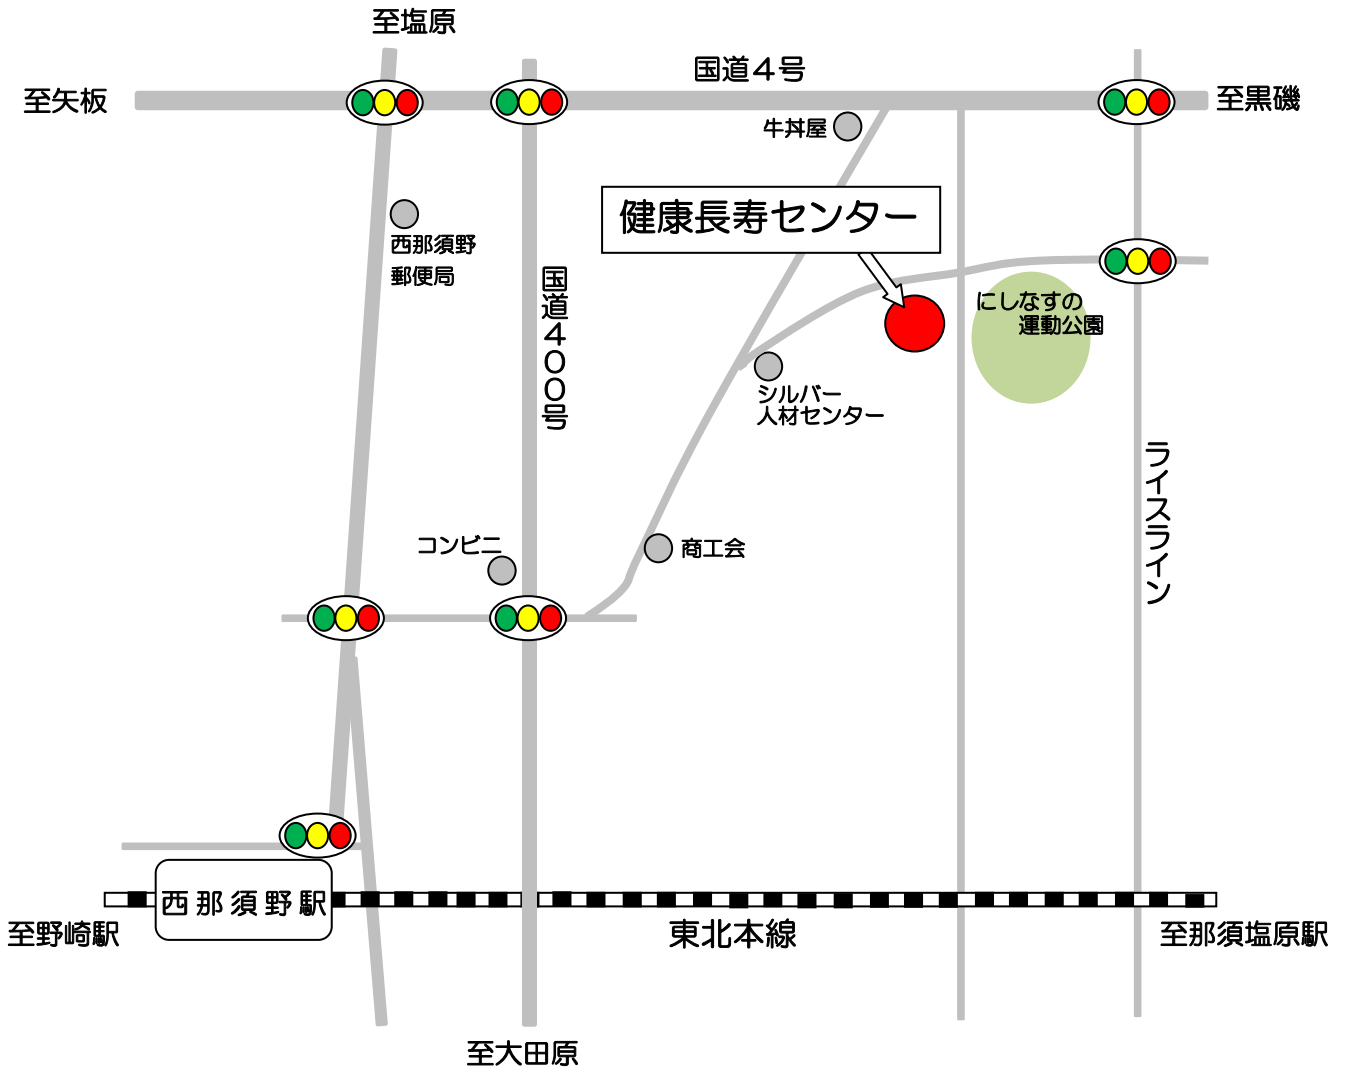 至塩原
国道4号
至矢板
至黒磯
牛丼屋
健康長寿センター
西那須野
郵便局
国道400号
にしなすの
運動公園
シルバー
人材センター
ライスライン
コンビニ
商工会
西那須野駅
至野崎駅
東北本線
至那須塩原駅
至大田原